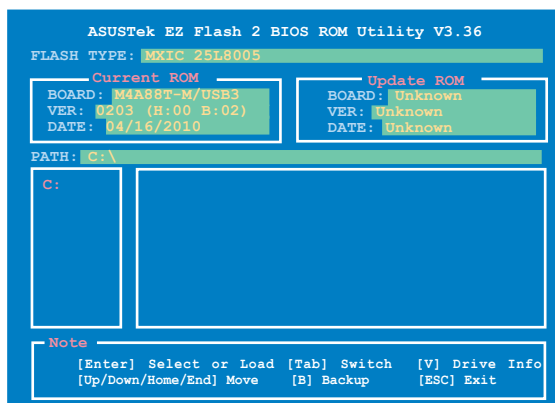 ASUSTek EZ Flash 2 BIOS ROM Utility V3.36
FLASH TYPE: MXIC 25L8005
Current ROM
BOARD: M4A88T-M/USB3
VER: 0203 (H:00 B:02)
DATE: 04/16/2010
Update ROM
BOARD: Unknown
VER: Unknown
DATE: Unknown
PATH: C:\
C:
Note
[Enter] Select or Load [Tab] Switch [V] Drive Info
[Up/Down/Home/End] Move [B] Backup [ESC] Exit